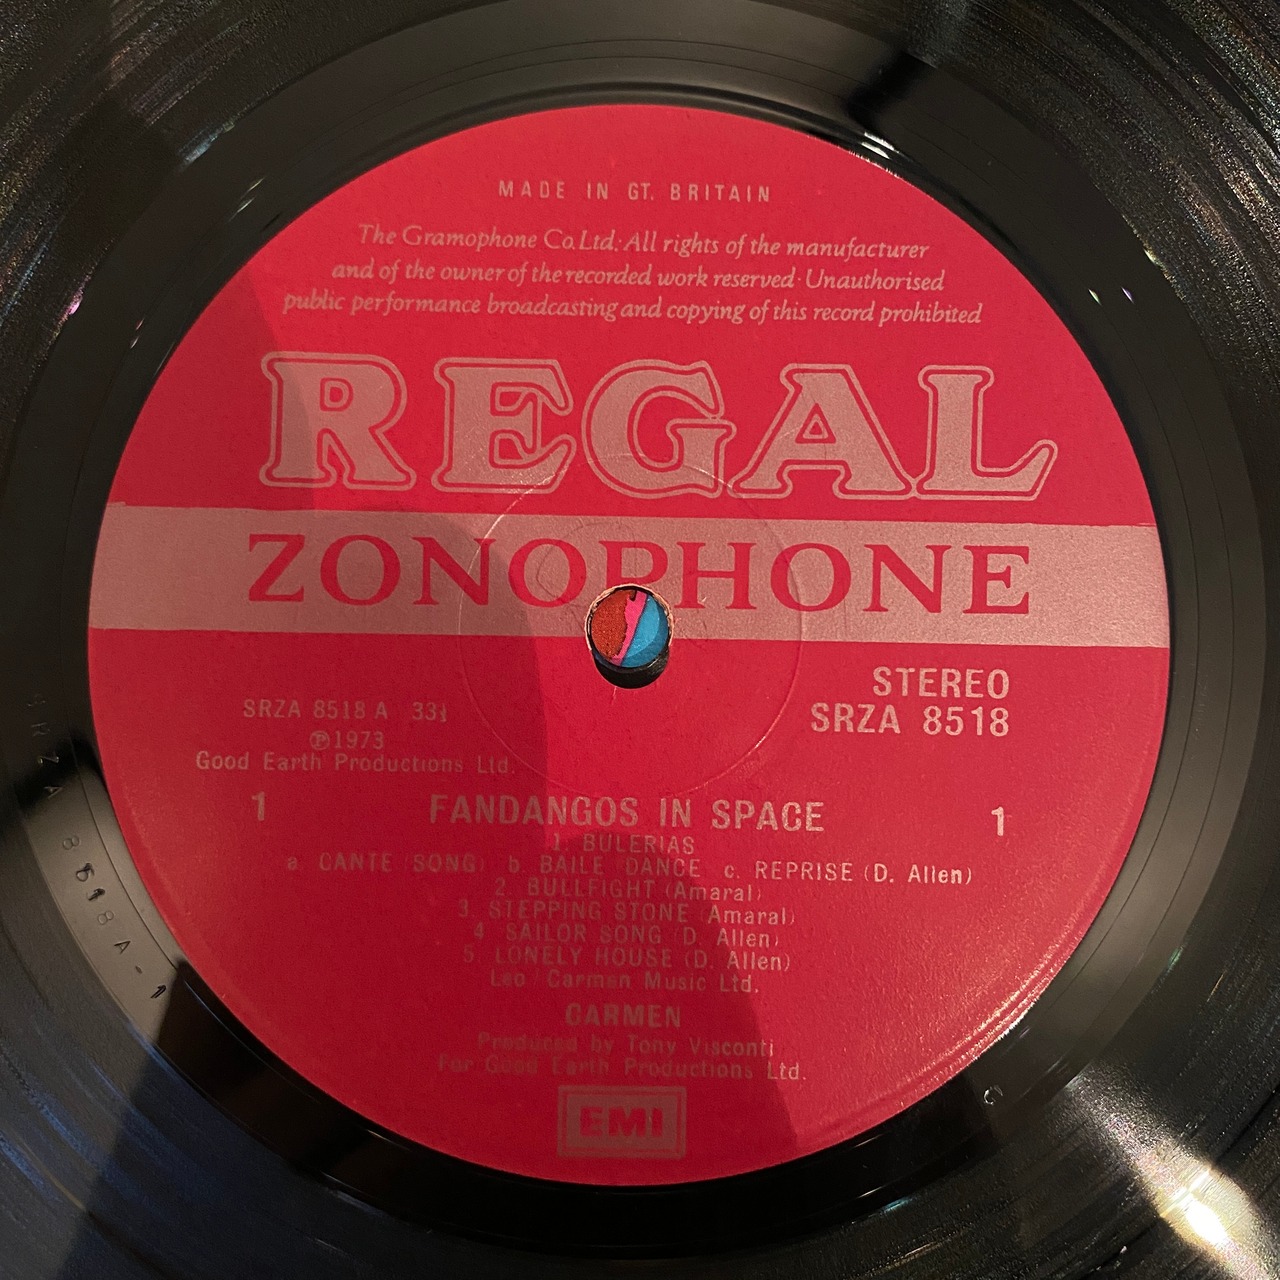 MADE IN GT. BRITAIN
The Gramophone Co. Ltd. All rights of the manufacturer
and of the owner of the recorded work reserved · Unauthorised
public performance broadcasting and copying of this record prohibited
REGAL
ZONOPHONE
STEREO
SRZA 8518
SRZA 8518 A 33⅓
℗1973
Good Earth Productions Ltd.
1 FANDANGOS IN SPACE 1
1. BULERIAS
a. CANTE (SONG) b. BAILE (DANCE) c. REPRISE (D. Allen)
2. BULLFIGHT (Amaral)
3. STEPPING STONE (Amaral)
4. SAILOR SONG (D. Allen)
5. LONELY HOUSE (D. Allen)
Leo / Carmen Music Ltd.
CARMEN
Produced by Tony Visconti
For Good Earth Productions Ltd.
EMI
SRZA 8518 A-1